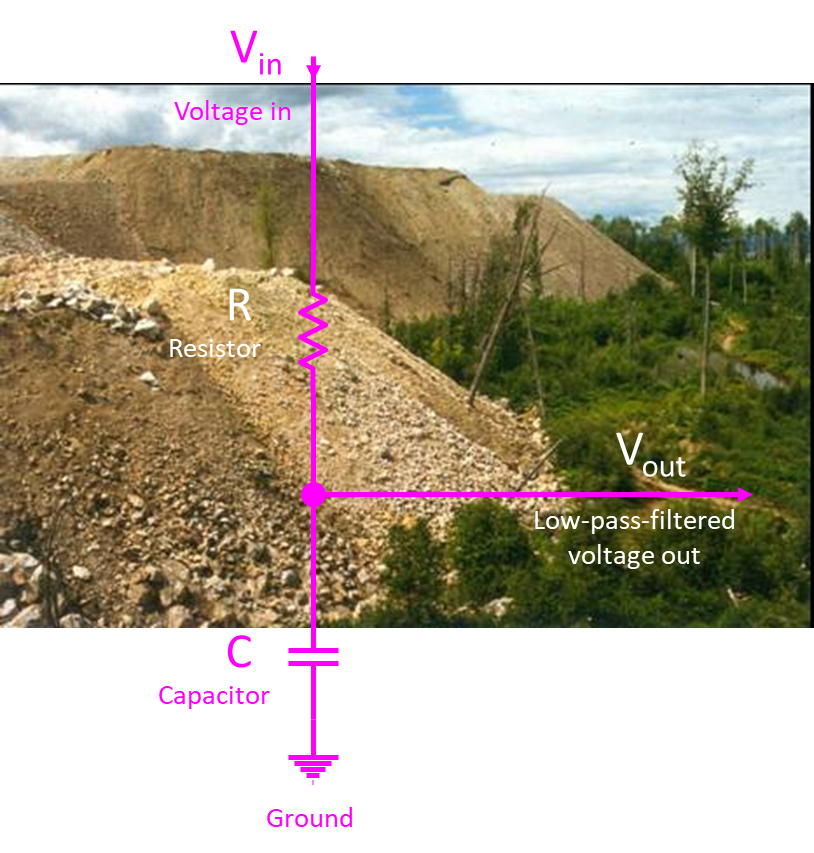 Vin
Voltage in
R
Resistor
Vout
Low-pass-filtered
voltage out
C
Capacitor
Ground